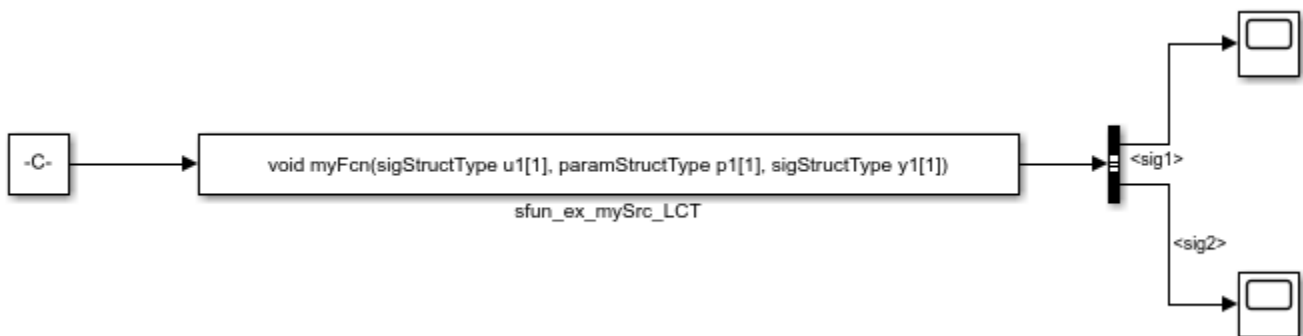 -C-
void myFcn(sigStructType u1[1], paramStructType p1[1], sigStructType y1[1])
sfun_ex_mySrc_LCT
<sig1>
<sig2>